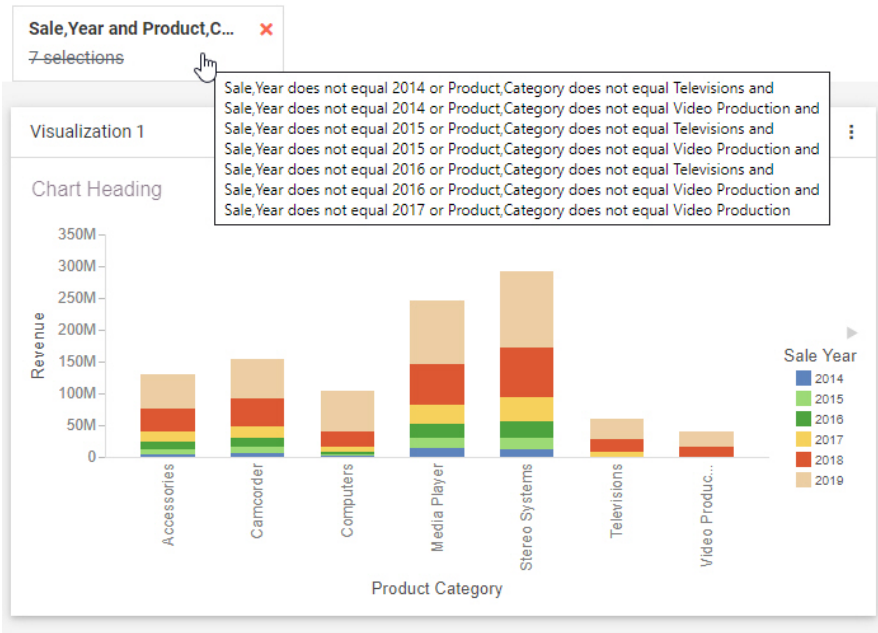 Sale,Year and Product,C...
7 selections
Sale,Year does not equal 2014 or Product,Category does not equal Televisions and
Sale,Year does not equal 2014 or Product,Category does not equal Video Production and
Sale,Year does not equal 2015 or Product,Category does not equal Televisions and
Sale,Year does not equal 2015 or Product,Category does not equal Video Production and
Sale,Year does not equal 2016 or Product,Category does not equal Televisions and
Sale,Year does not equal 2016 or Product,Category does not equal Video Production and
Sale,Year does not equal 2017 or Product,Category does not equal Video Production
Visualization 1
Chart Heading
350M
300M
250M
200M
150M
100M
50M
0
Revenue
Accessories
Camcorder
Computers
Media Player
Stereo Systems
Televisions
Video Produc...
Product Category
Sale Year
2014
2015
2016
2017
2018
2019